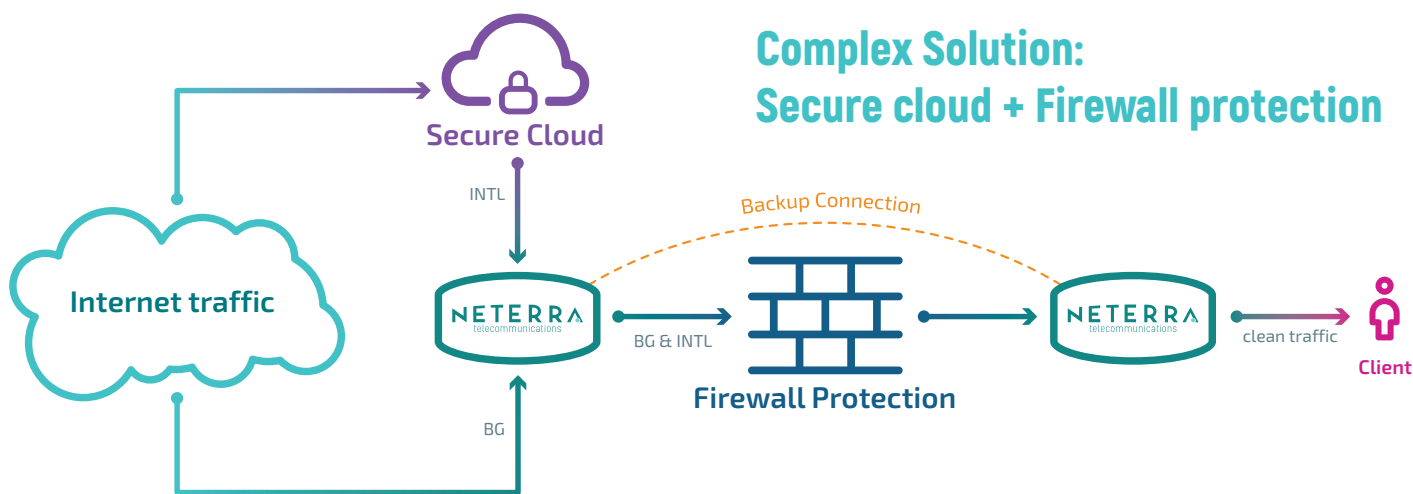 Complex Solution:
Secure cloud + Firewall protection
Secure Cloud
INTL
Backup Connection
Internet traffic
NETERRA
telecommunications
BG & INTL
NETERRA
telecommunications
clean traffic
Client
Firewall Protection
BG